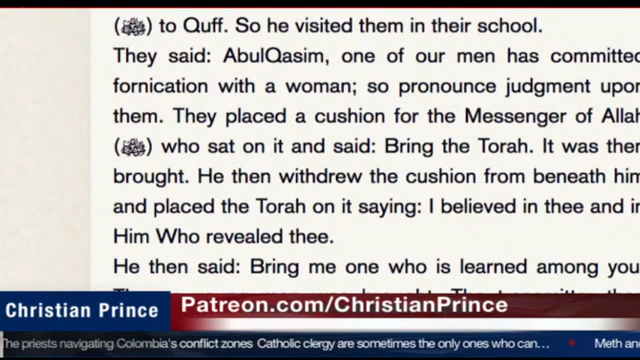 (ﷺ) to Quff. So he visited them in their school.
They said: AbulQasim, one of our men has committed
fornication with a woman; so pronounce judgment upon
them. They placed a cushion for the Messenger of Allah
(ﷺ) who sat on it and said: Bring the Torah. It was then
brought. He then withdrew the cushion from beneath him
and placed the Torah on it saying: I believed in thee and in
Him Who revealed thee.
He then said: Bring me one who is learned among you.
Christian Prince
Patreon.com/ChristianPrince
The priests navigating Colombia's conflict zones Catholic clergy are sometimes the only ones who can… Meth an